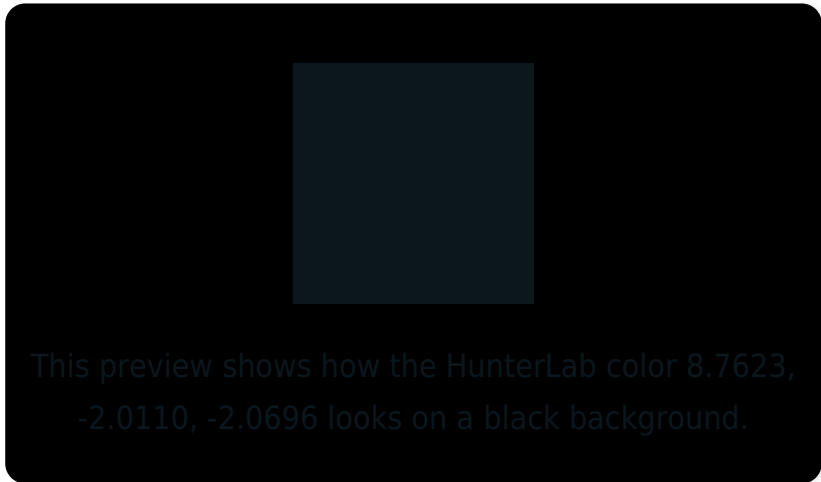 This preview shows how the HunterLab color 8.7623,
-2.0110, -2.0696 looks on a black background.